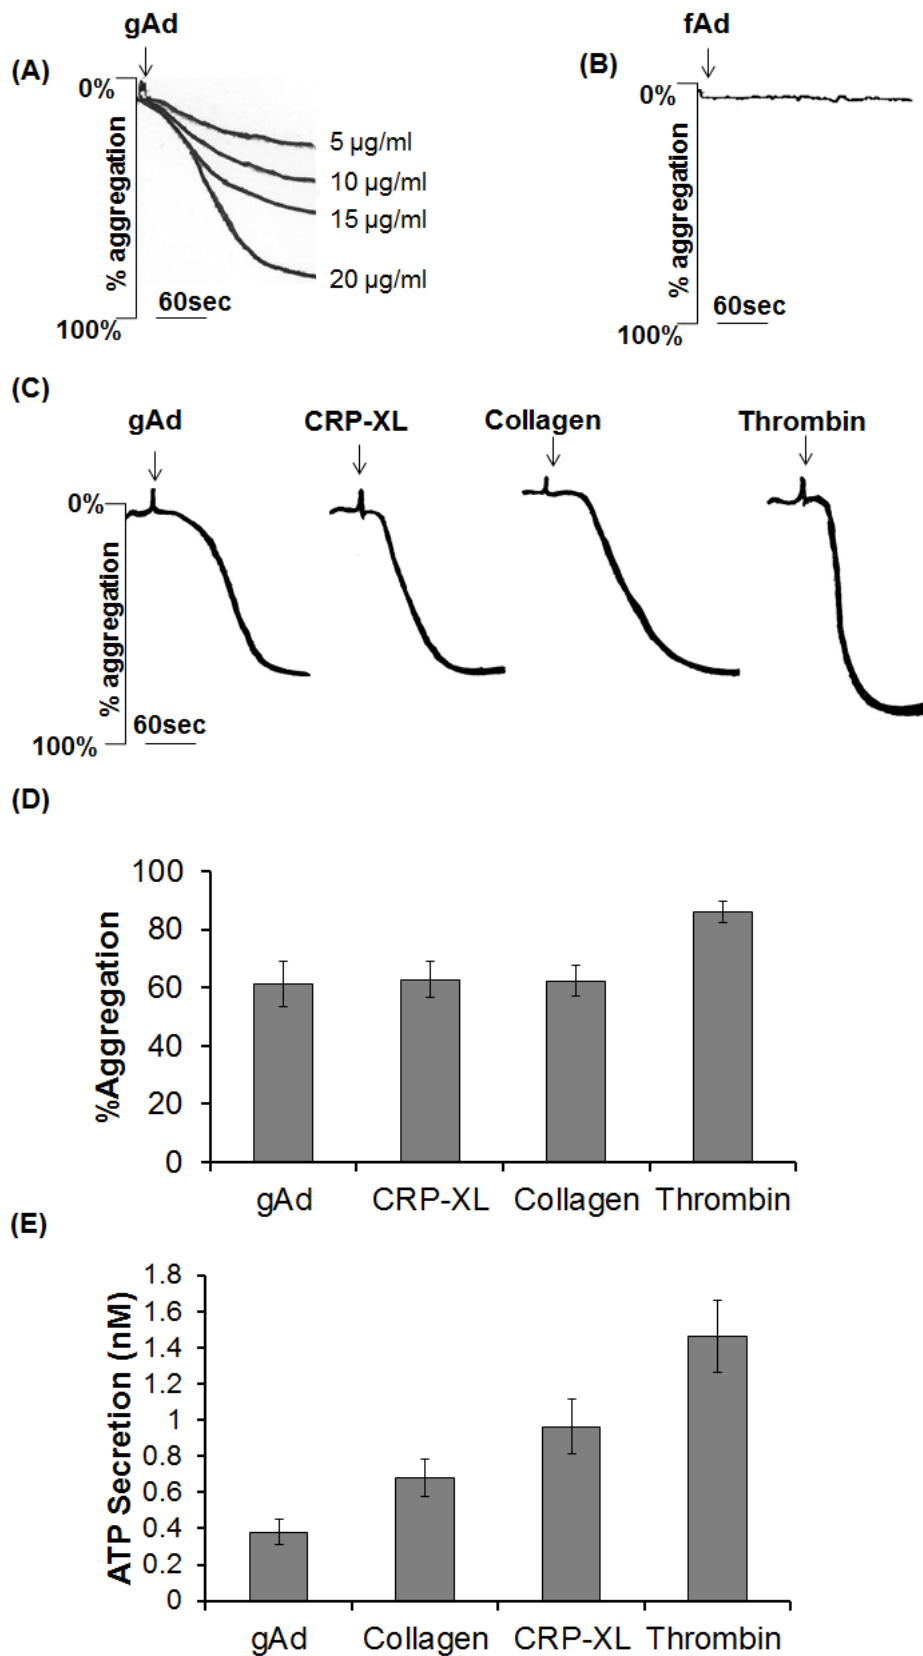 gAd
fAd
(A)
(B)
0%
0%
% aggregation
% aggregation
5 µg/ml
10 µg/ml
15 µg/ml
20 µg/ml
60sec
60sec
100%
100%
(C)
gAd
CRP-XL
Collagen
Thrombin
0%
% aggregation
60sec
100%
(D)
%Aggregation
100
80
60
40
20
0
gAd
CRP-XL
Collagen
Thrombin
(E)
ATP Secretion (nM)
1.8
1.6
1.4
1.2
1
0.8
0.6
0.4
0.2
0
gAd
Collagen
CRP-XL
Thrombin